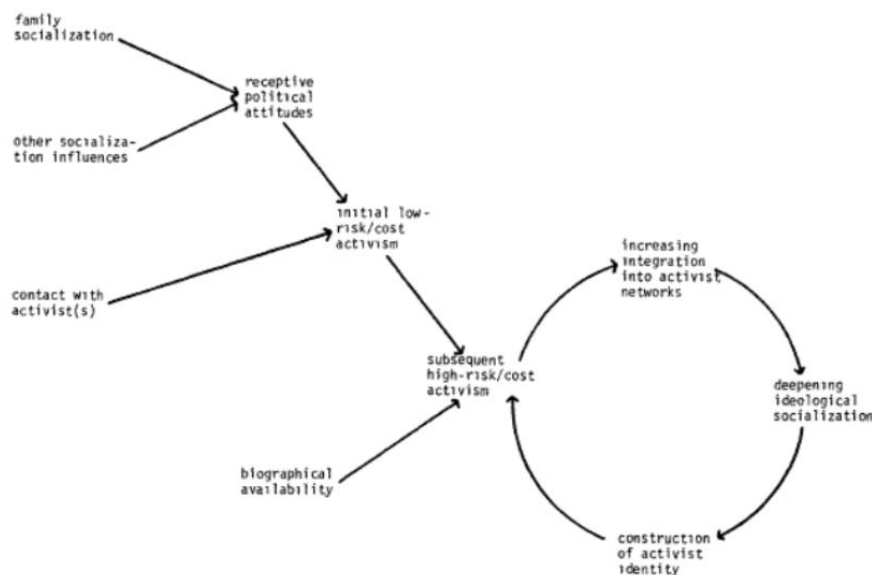 family
socialization
receptive
political
attitudes
other socializa-
tion influences
initial low-
risk/cost
activism
contact with
activist(s)
increasing
integration
into activist
networks
subsequent
high-risk/cost
activism
deepening
ideological
socialization
biographical
availability
construction
of activist
identity